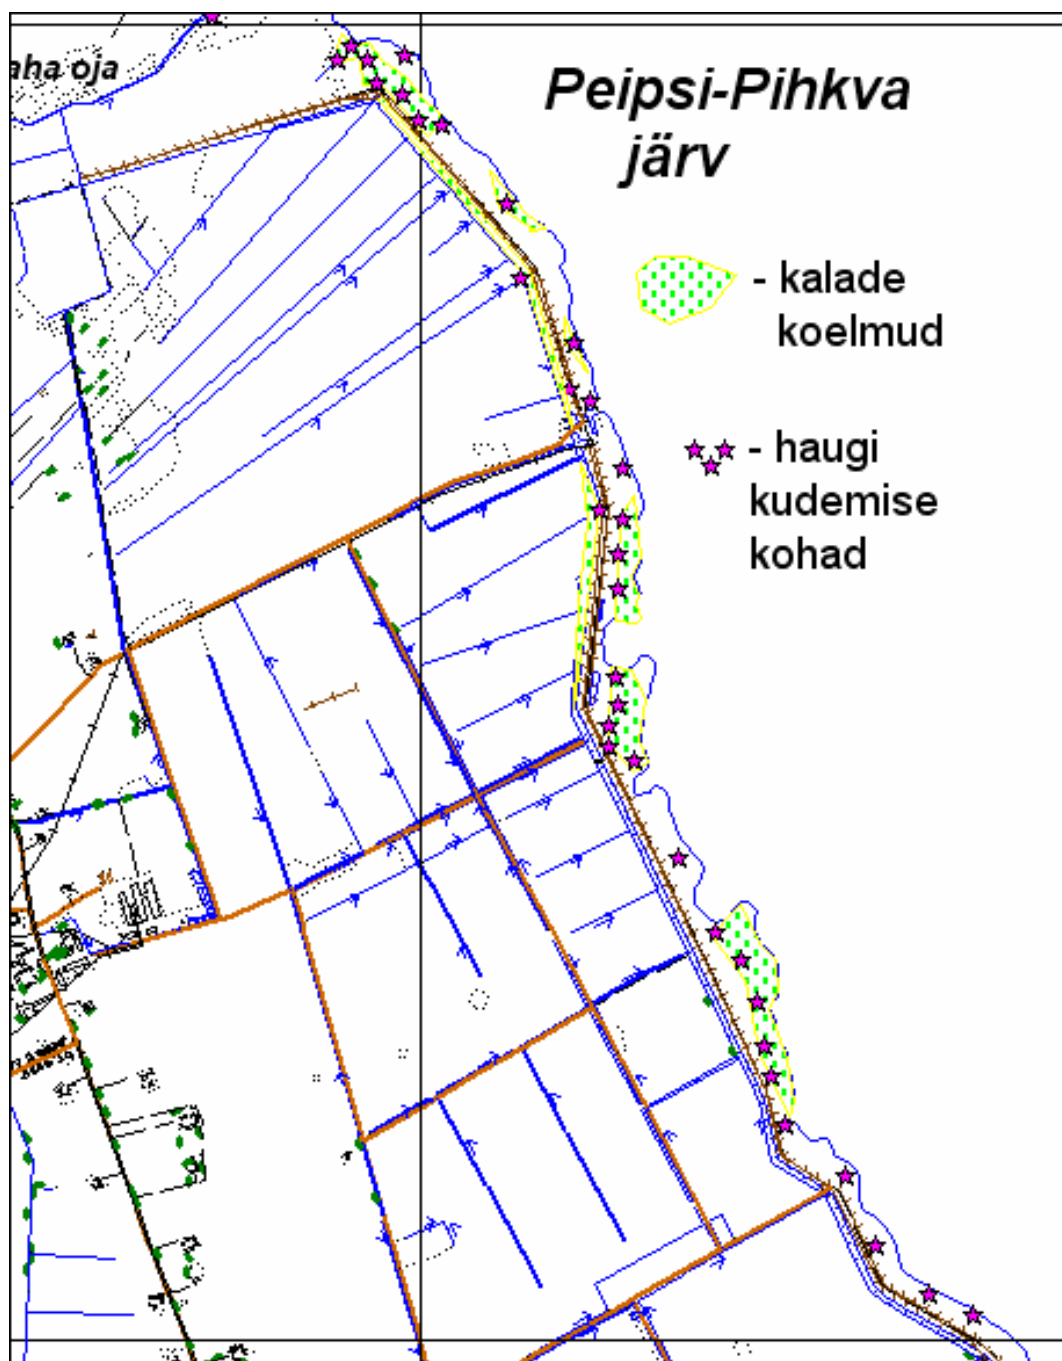 aha oja
Peipsi-Pihkva
järv
- kalade
koelmud
- haugi
kudemise
kohad